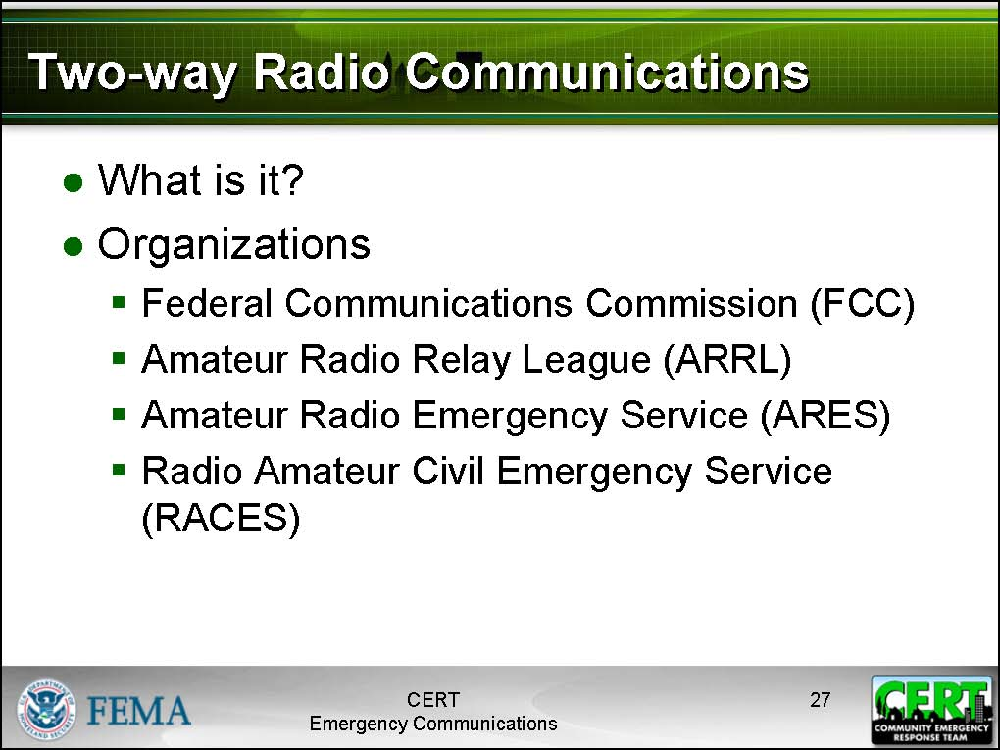 Two-way Radio Communications
● What is it?
● Organizations
▪ Federal Communications Commission (FCC)
▪ Amateur Radio Relay League (ARRL)
▪ Amateur Radio Emergency Service (ARES)
▪ Radio Amateur Civil Emergency Service
(RACES)
U.S. DEPARTMENT OF
HOMELAND SECURITY
FEMA
CERT
Emergency Communications
27
CERT
COMMUNITY EMERGENCY
RESPONSE TEAM